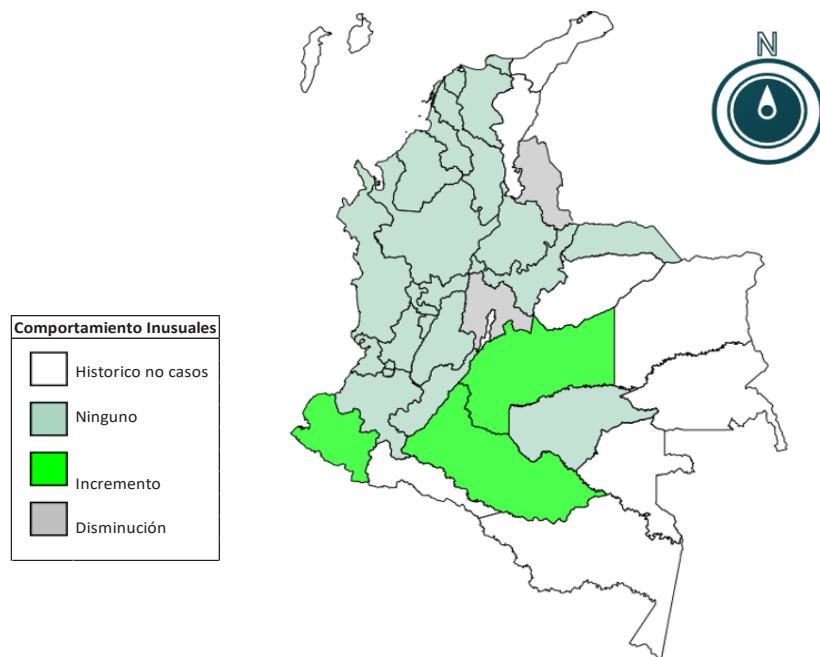 N
Comportamiento Inusuales
Historico no casos
Ninguno
Incremento
Disminución